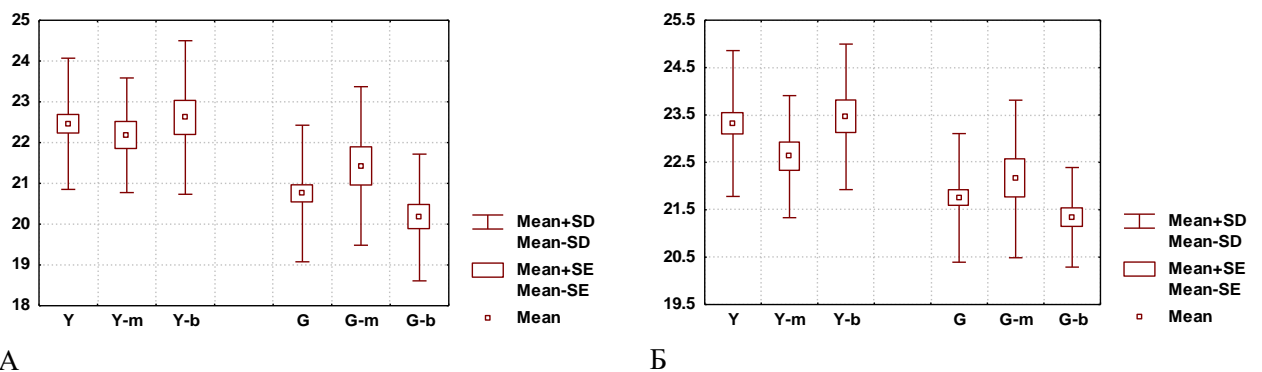 25
24
23
22
21
20
19
18
Y Y-m Y-b G G-m G-b
Mean+SD
Mean-SD
Mean+SE
Mean-SE
Mean
А
25.5
24.5
23.5
22.5
21.5
20.5
19.5
Y Y-m Y-b G G-m G-b
Mean+SD
Mean-SD
Mean+SE
Mean-SE
Mean
Б